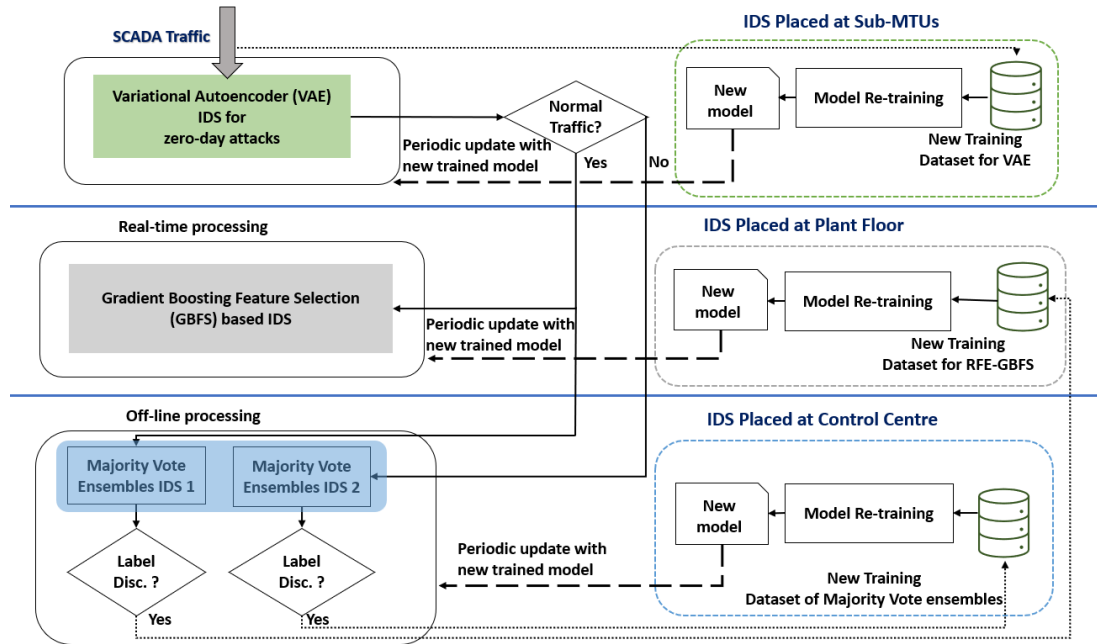 SCADA Traffic
IDS Placed at Sub-MTUs
Variational Autoencoder (VAE)
IDS for
zero-day attacks
Normal
Traffic?
New
model
Model Re-training
New Training
Dataset for VAE
Periodic update with
new trained model
Yes
No
Real-time processing
IDS Placed at Plant Floor
Gradient Boosting Feature Selection
(GBFS) based IDS
New
model
Model Re-training
Periodic update with
new trained model
New Training
Dataset for RFE-GBFS
Off-line processing
IDS Placed at Control Centre
Majority Vote
Ensembles IDS 1
Majority Vote
Ensembles IDS 2
New
model
Model Re-training
Label
Disc. ?
Label
Disc. ?
Periodic update with
new trained model
New Training
Dataset of Majority Vote ensembles
Yes
Yes